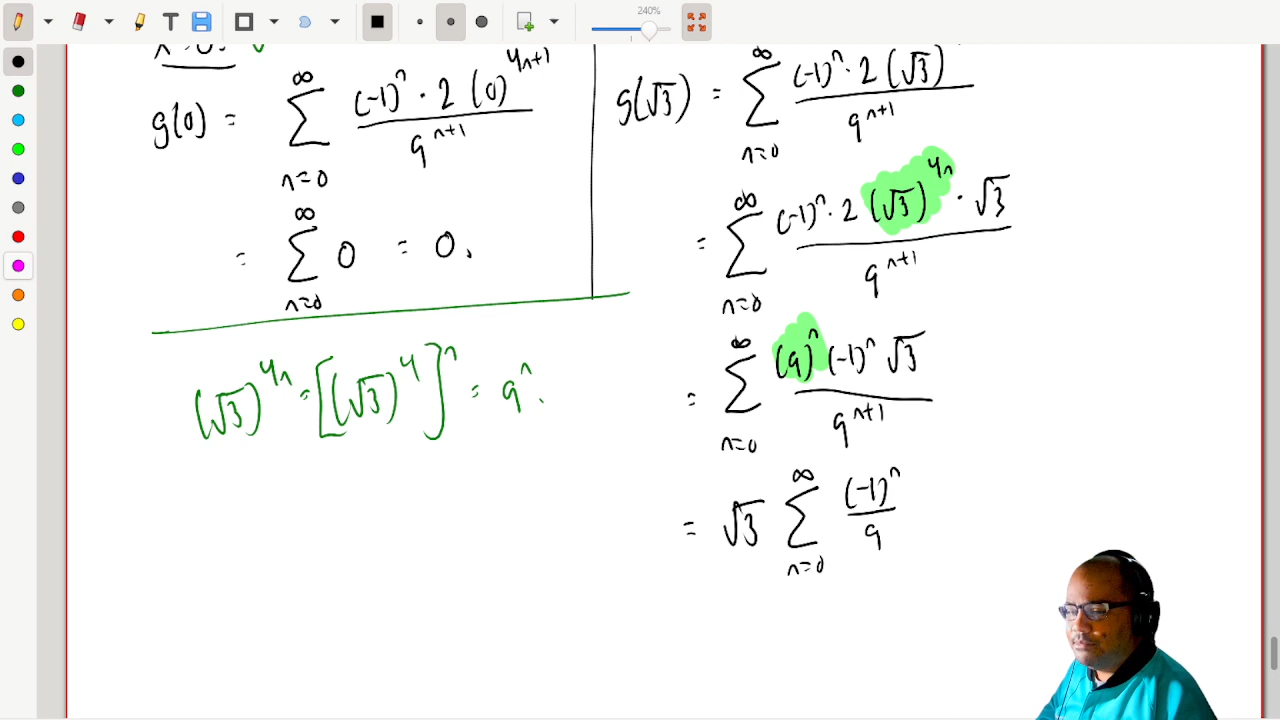 240%
g(0) = ∑_{n=0}^{∞} (-1)^n · 2 (0)^{4n+1} / 9^{n+1}
= ∑_{n=0}^{∞} 0 = 0.
(√3)^{4n} = [(√3)^4]^n = 9^n.
g(√3) = ∑_{n=0}^{∞} (-1)^n · 2 (√3) / 9^{n+1}
= ∑_{n=0}^{∞} (-1)^n · 2 (√3)^{4n} · √3 / 9^{n+1}
= ∑_{n=0}^{∞} (9)^n (-1)^n √3 / 9^{n+1}
= √3 ∑_{n=0}^{∞} (-1)^n / 9